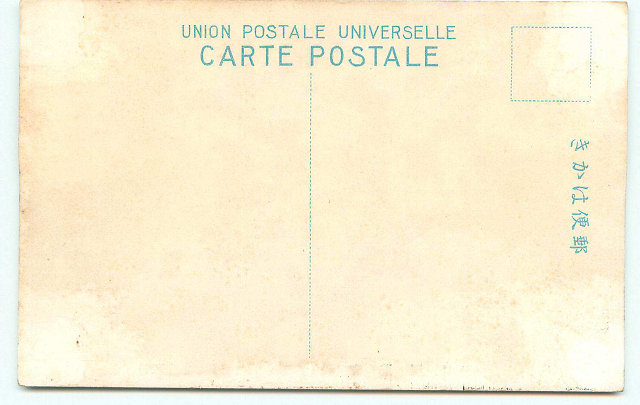 UNION POSTALE UNIVERSELLE
CARTE POSTALE
郵便はかき